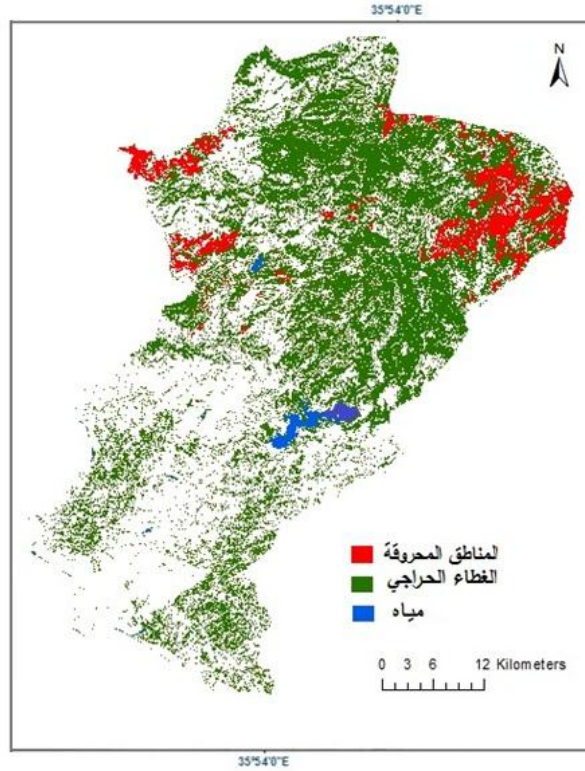 35°54'0"E
N
المناطق المحروقة
الغطاء الحراجي
مياه
0 3 6 12 Kilometers
35°54'0"E